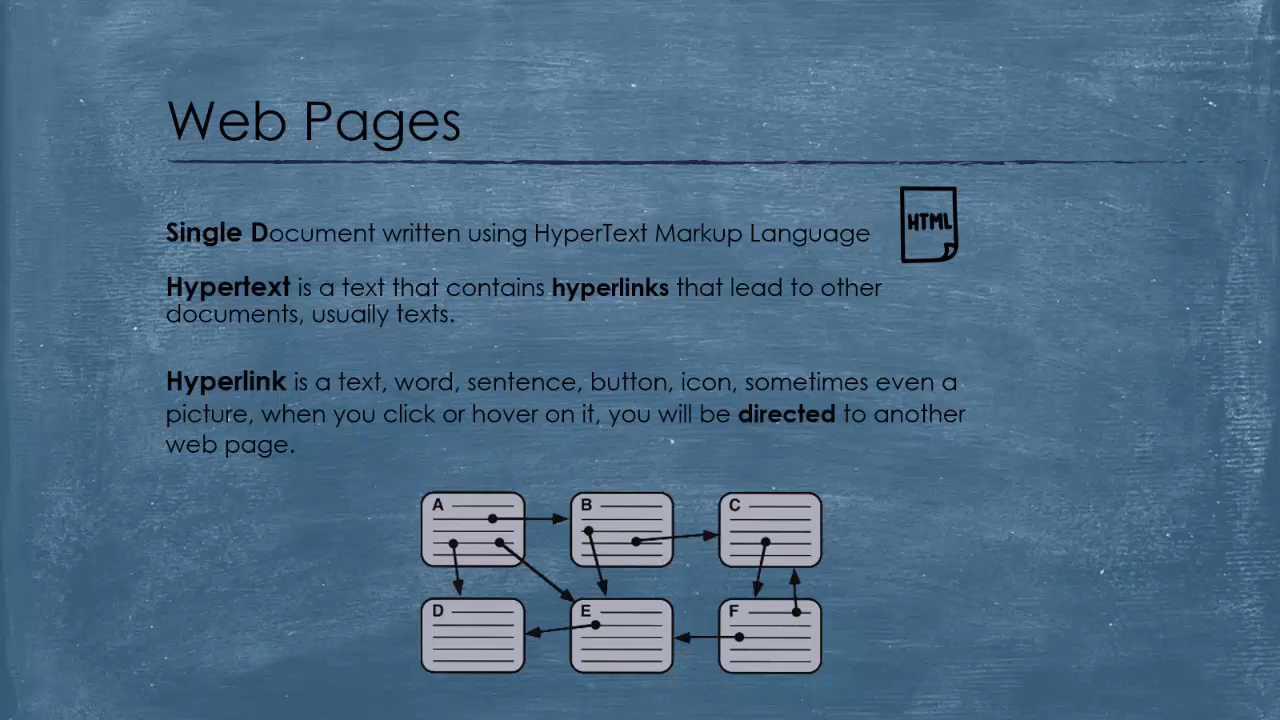 Web Pages
HTML
Single Document written using HyperText Markup Language
Hypertext is a text that contains hyperlinks that lead to other
documents, usually texts.
Hyperlink is a text, word, sentence, button, icon, sometimes even a
picture, when you click or hover on it, you will be directed to another
web page.
A B C
D E F